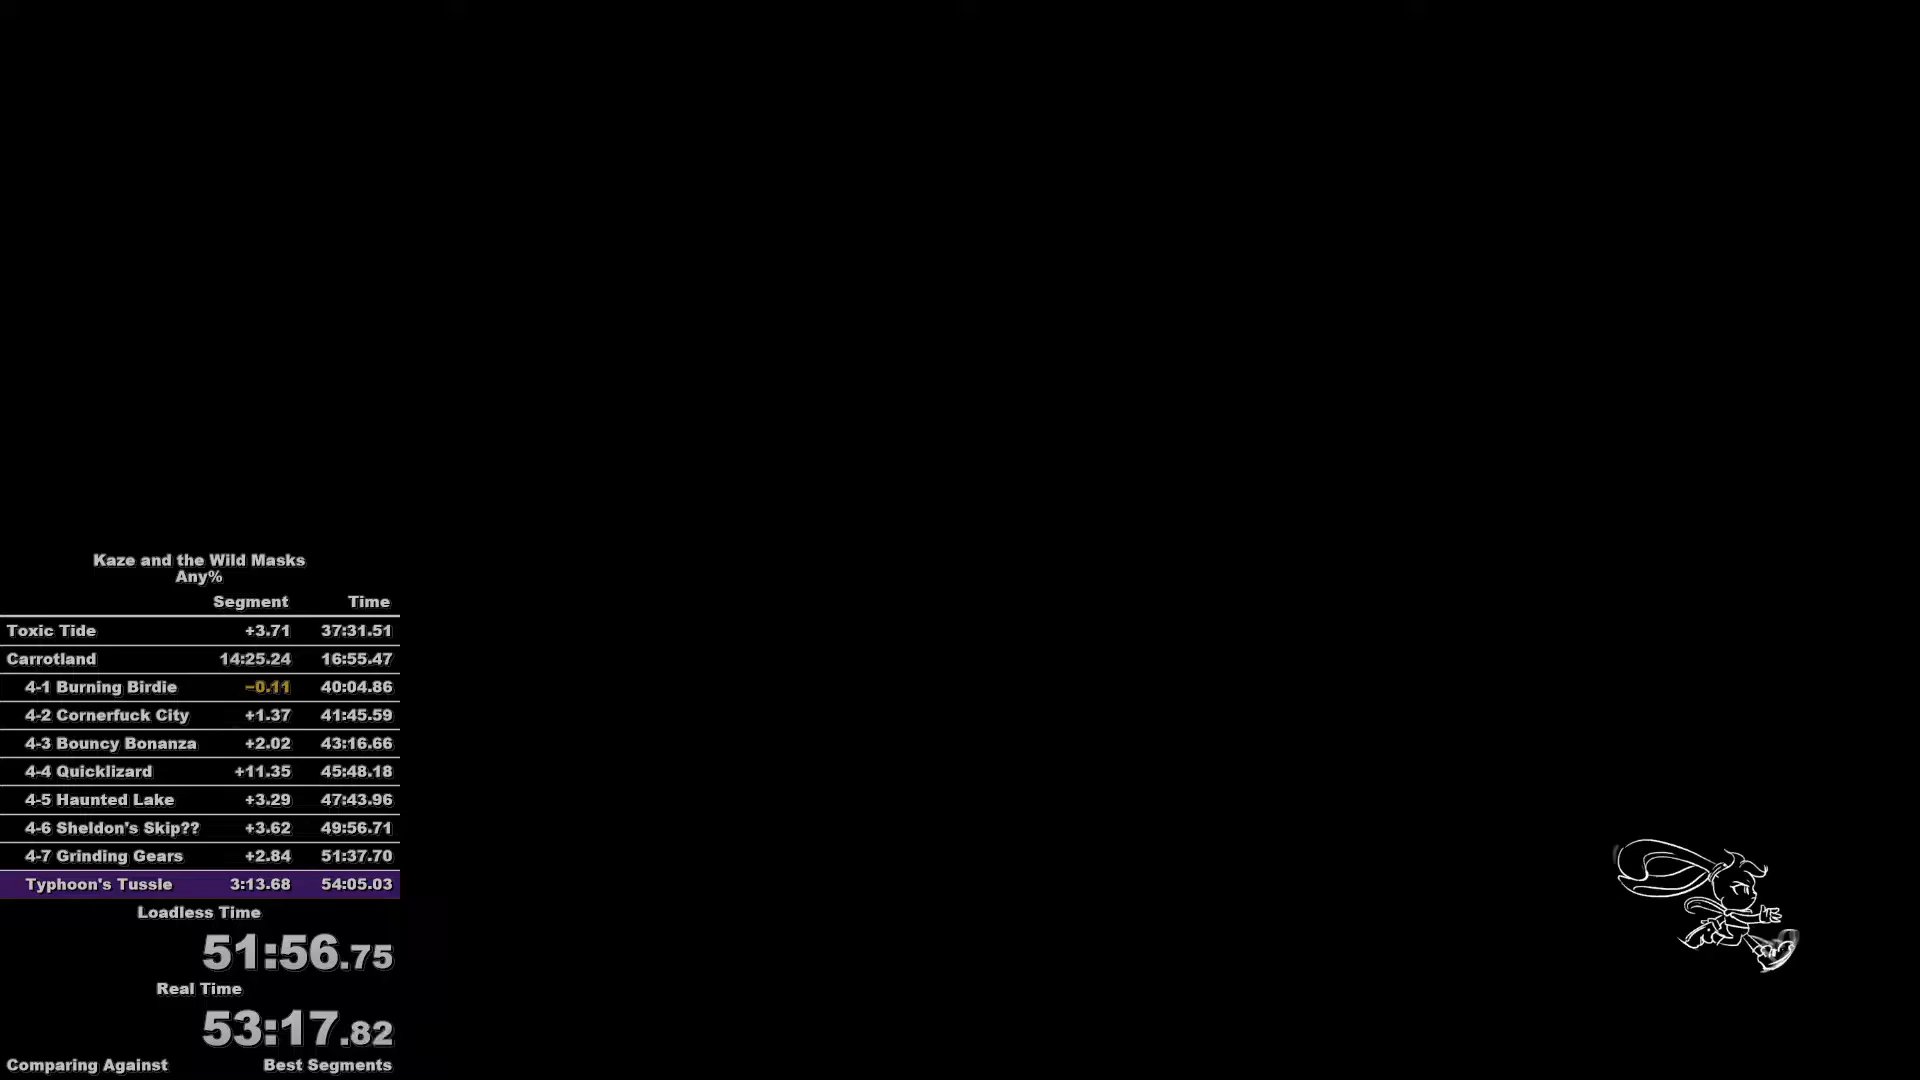 Kaze and the Wild Masks
Any%
Segment Time
Toxic Tide +3.71 37:31.51
Carrotland 14:25.24 16:55.47
4-1 Burning Birdie −0.11 40:04.86
4-2 Cornerfuck City +1.37 41:45.59
4-3 Bouncy Bonanza +2.02 43:16.66
4-4 Quicklizard +11.35 45:48.18
4-5 Haunted Lake +3.29 47:43.96
4-6 Sheldon's Skip?? +3.62 49:56.71
4-7 Grinding Gears +2.84 51:37.70
Typhoon's Tussle 3:13.68 54:05.03
Loadless Time
51:56.75
Real Time
53:17.82
Comparing Against Best Segments